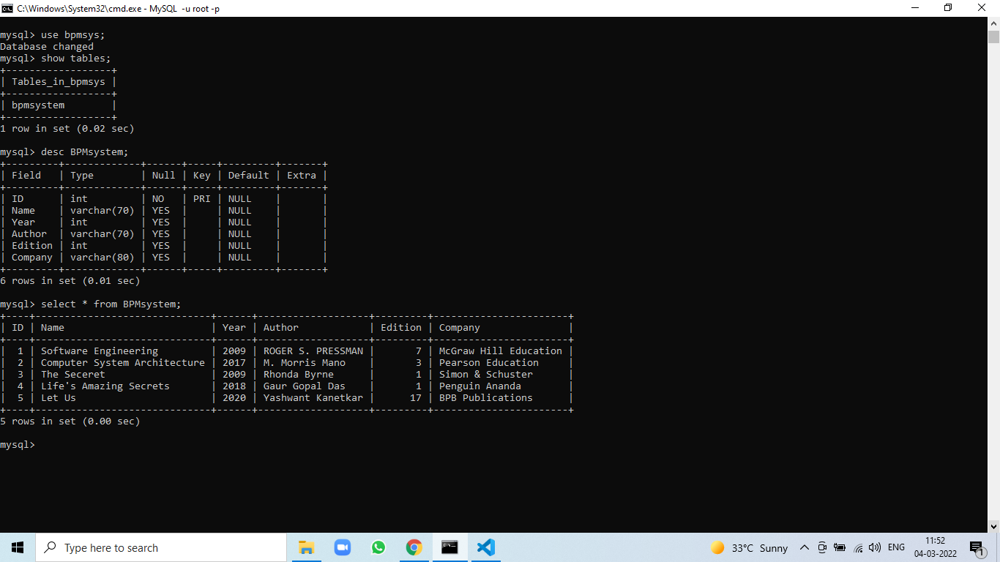 C:\Windows\System32\cmd.exe - MySQL  -u root -p
mysql> use bpmsys;
Database changed
mysql> show tables;
+------------------+
| Tables_in_bpmsys |
+------------------+
| bpmsystem        |
+------------------+
1 row in set (0.02 sec)
mysql> desc BPMsystem;
+---------+-------------+------+-----+---------+-------+
| Field   | Type        | Null | Key | Default | Extra |
+---------+-------------+------+-----+---------+-------+
| ID      | int         | NO   | PRI | NULL    |       |
| Name    | varchar(70) | YES  |     | NULL    |       |
| Year    | int         | YES  |     | NULL    |       |
| Author  | varchar(70) | YES  |     | NULL    |       |
| Edition | int         | YES  |     | NULL    |       |
| Company | varchar(80) | YES  |     | NULL    |       |
+---------+-------------+------+-----+---------+-------+
6 rows in set (0.01 sec)
mysql> select * from BPMsystem;
+----+------------------------------+------+-------------------+---------+-----------------------+
| ID | Name                         | Year | Author            | Edition | Company               |
+----+------------------------------+------+-------------------+---------+-----------------------+
|  1 | Software Engineering         | 2009 | ROGER S. PRESSMAN |       7 | McGraw Hill Education |
|  2 | Computer System Architecture | 2017 | M. Morris Mano    |       3 | Pearson Education     |
|  3 | The Seceret                  | 2009 | Rhonda Byrne      |       1 | Simon & Schuster      |
|  4 | Life's Amazing Secrets       | 2018 | Gaur Gopal Das    |       1 | Penguin Ananda        |
|  5 | Let Us                       | 2020 | Yashwant Kanetkar |      17 | BPB Publications      |
+----+------------------------------+------+-------------------+---------+-----------------------+
5 rows in set (0.00 sec)
mysql>
Type here to search
33°C Sunny
ENG
11:52
04-03-2022
1